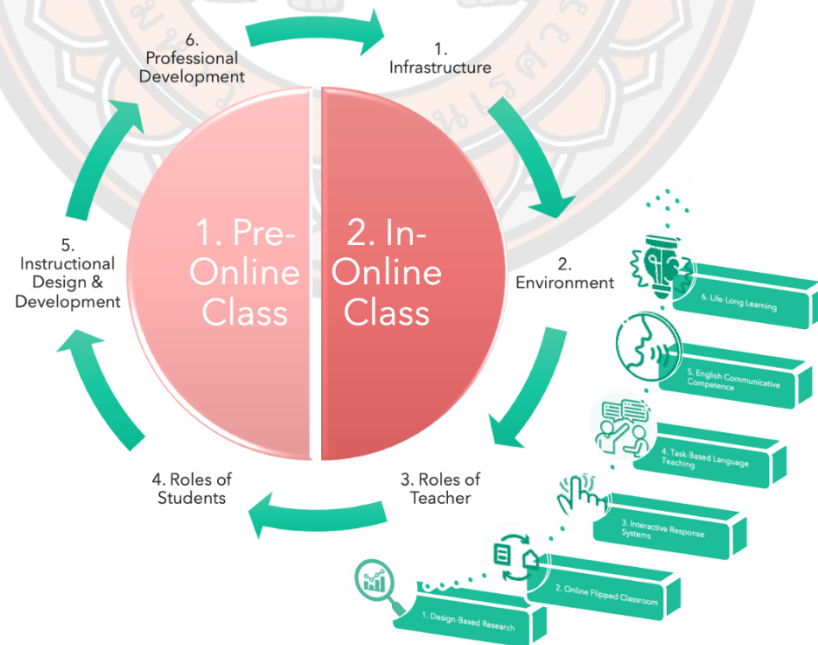 6.
Professional
Development
1.
Infrastructure
2.
Environment
3. Roles of
Teacher
4. Roles of
Students
5.
Instructional
Design &
Development
1. Pre-
Online
Class
2. In-
Online
Class
6. Life-Long Learning
5. English Communicative
Competence
4. Task-Based Language
Teaching
3. Interactive Response
Systems
2. Online Flipped Classroom
1. Design-Based Research